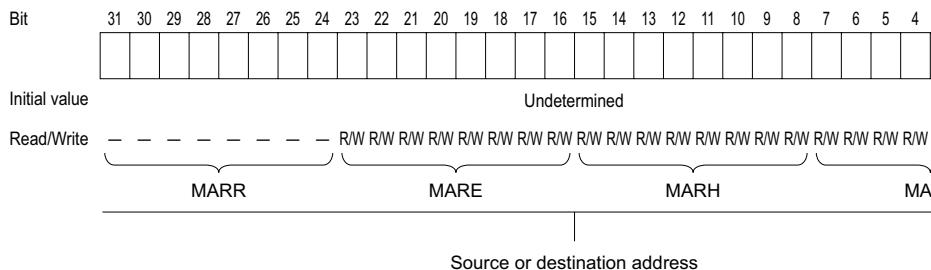 Bit 31 30 29 28 27 26 25 24 23 22 21 20 19 18 17 16 15 14 13 12 11 10 9 8 7 6 5 4
Initial value Undetermined
Read/Write — — — — — — — — R/W R/W R/W R/W R/W R/W R/W R/W R/W R/W R/W R/W R/W R/W R/W R/W R/W R/W R/W R/W
MARR MARE MARH MA
Source or destination address